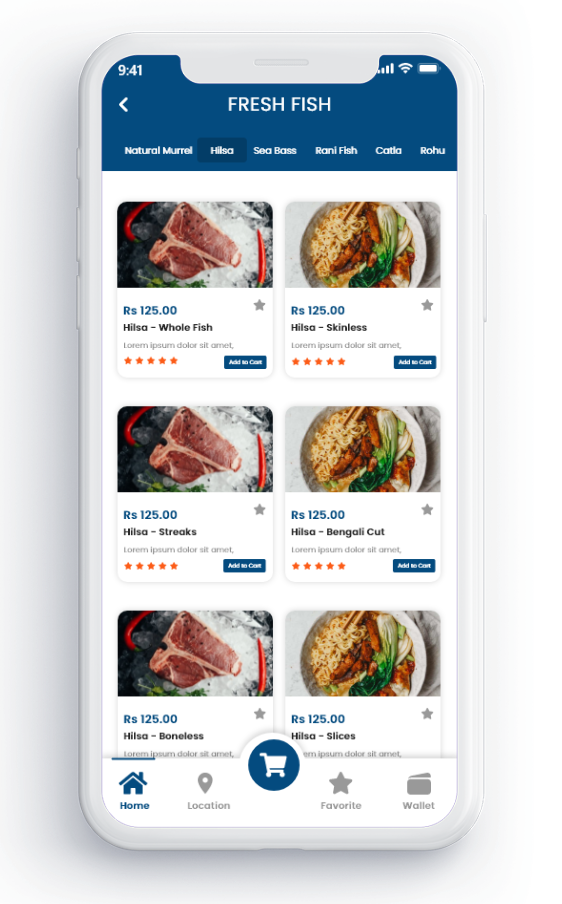 9:41
FRESH FISH
Natural Murrel Hilsa Sea Bass Rani Fish Catla Rohu
Rs 125.00
Hilsa - Whole Fish
Lorem ipsum dolor sit amet,
Add to Cart
Rs 125.00
Hilsa - Skinless
Lorem ipsum dolor sit amet,
Add to Cart
Rs 125.00
Hilsa - Streaks
Lorem ipsum dolor sit amet,
Add to Cart
Rs 125.00
Hilsa - Bengali Cut
Lorem ipsum dolor sit amet,
Add to Cart
Rs 125.00
Hilsa - Boneless
Lorem ipsum dolor sit amet,
Rs 125.00
Hilsa - Slices
Lorem ipsum dolor sit amet,
Home Location Favorite Wallet